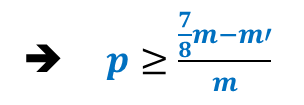 ➔ p ≥ (7/8 m−m′)/m